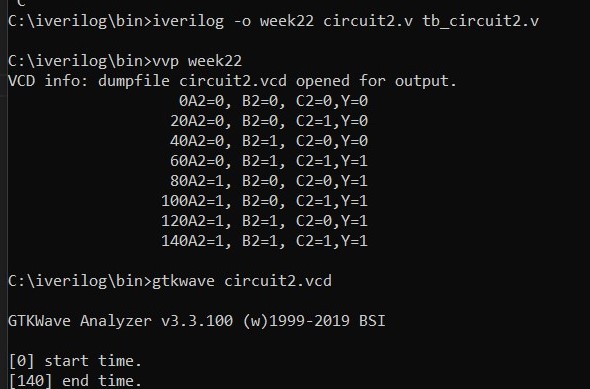 C:\iverilog\bin>iverilog -o week22 circuit2.v tb_circuit2.v
C:\iverilog\bin>vvp week22
VCD info: dumpfile circuit2.vcd opened for output.
0A2=0, B2=0, C2=0,Y=0
20A2=0, B2=0, C2=1,Y=0
40A2=0, B2=1, C2=0,Y=0
60A2=0, B2=1, C2=1,Y=1
80A2=1, B2=0, C2=0,Y=1
100A2=1, B2=0, C2=1,Y=1
120A2=1, B2=1, C2=0,Y=1
140A2=1, B2=1, C2=1,Y=1
C:\iverilog\bin>gtkwave circuit2.vcd
GTKWave Analyzer v3.3.100 (w)1999-2019 BSI
[0] start time.
[140] end time.